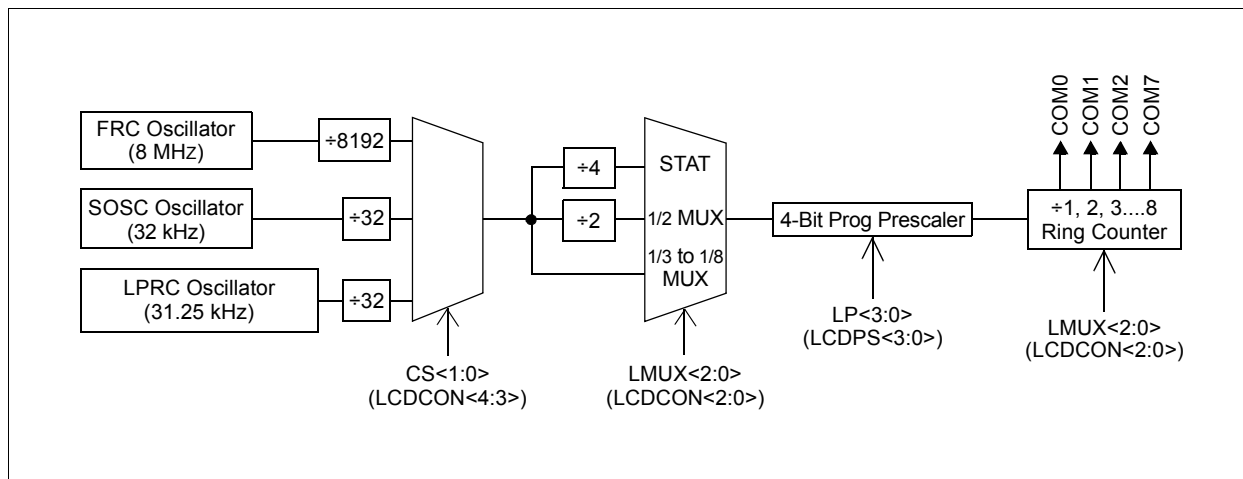 COM0
COM1
COM2
COM7
FRC Oscillator
(8 MHz)
÷8192
SOSC Oscillator
(32 kHz)
÷32
LPRC Oscillator
(31.25 kHz)
÷32
÷4
÷2
STAT
1/2 MUX
1/3 to 1/8
MUX
4-Bit Prog Prescaler
÷1, 2, 3....8
Ring Counter
CS<1:0>
(LCDCON<4:3>)
LMUX<2:0>
(LCDCON<2:0>)
LP<3:0>
(LCDPS<3:0>)
LMUX<2:0>
(LCDCON<2:0>)